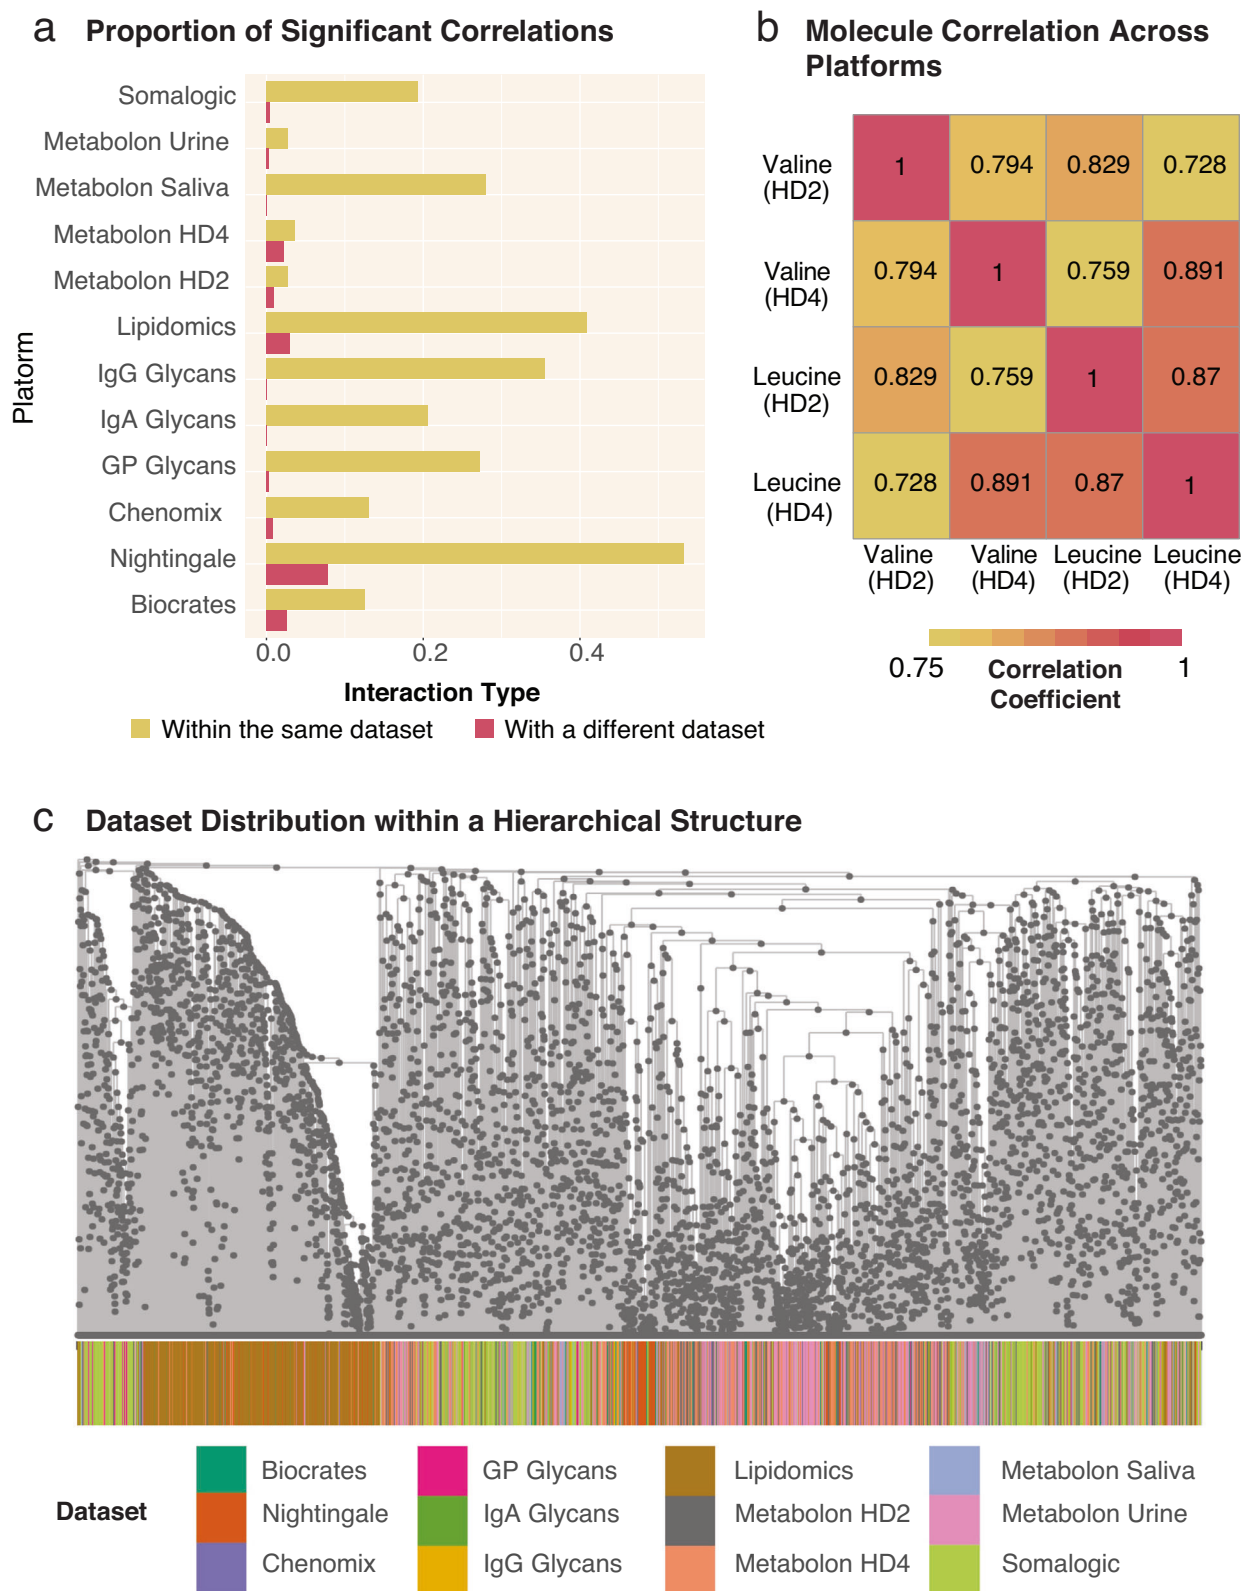 a Proportion of Significant Correlations
Platorm
Somalogic
Metabolon Urine
Metabolon Saliva
Metabolon HD4
Metabolon HD2
Lipidomics
IgG Glycans
IgA Glycans
GP Glycans
Chenomix
Nightingale
Biocrates
0.0 0.2 0.4
Interaction Type
Within the same dataset With a different dataset
b Molecule Correlation Across
Platforms
Valine
(HD2)
1 0.794 0.829 0.728
Valine
(HD4)
0.794 1 0.759 0.891
Leucine
(HD2)
0.829 0.759 1 0.87
Leucine
(HD4)
0.728 0.891 0.87 1
Valine Valine Leucine Leucine
(HD2) (HD4) (HD2) (HD4)
0.75 Correlation 1
Coefficient
c Dataset Distribution within a Hierarchical Structure
Dataset
Biocrates GP Glycans Lipidomics Metabolon Saliva
Nightingale IgA Glycans Metabolon HD2 Metabolon Urine
Chenomix IgG Glycans Metabolon HD4 Somalogic